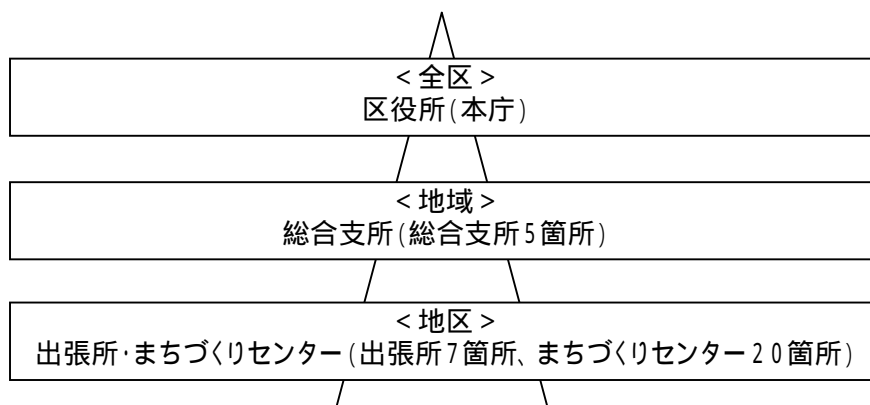 ＜全区＞
区役所(本庁)
＜地域＞
総合支所(総合支所5箇所)
＜地区＞
出張所・まちづくりセンター(出張所7箇所、まちづくりセンター20箇所)